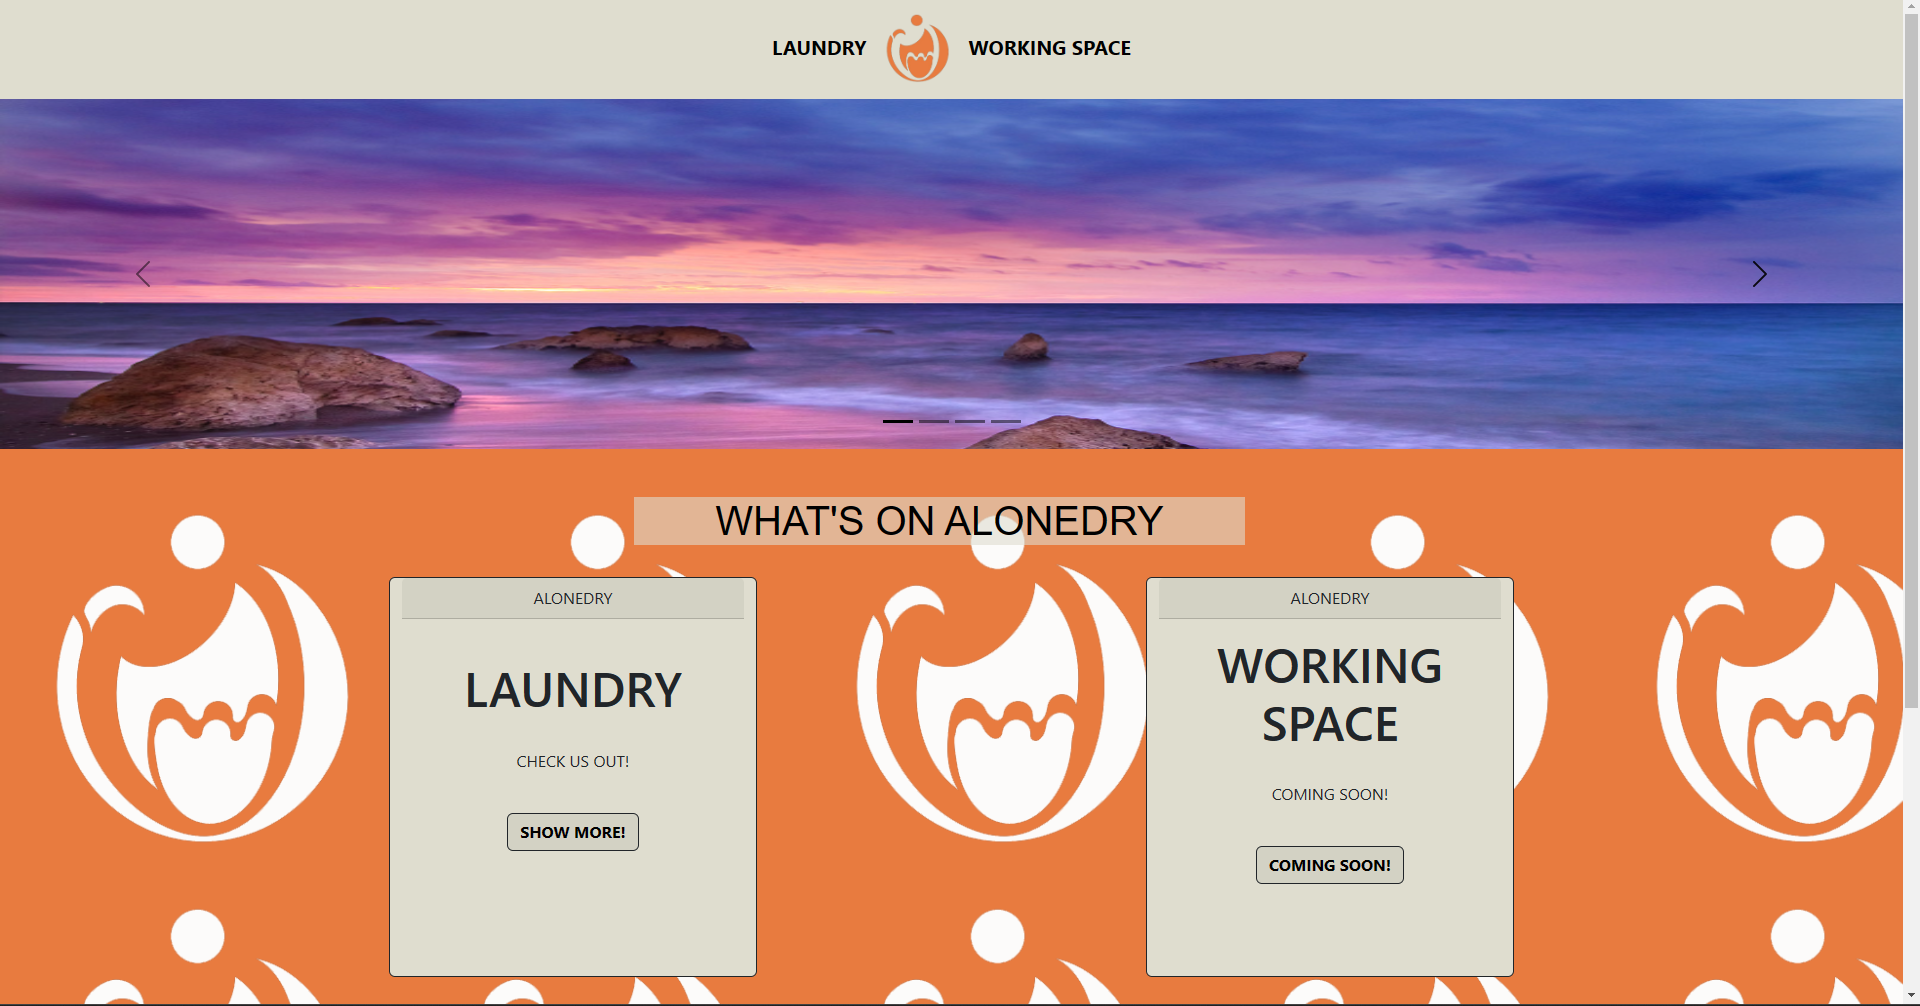 LAUNDRY WORKING SPACE
WHAT'S ON ALONEDRY
ALONEDRY
LAUNDRY
CHECK US OUT!
SHOW MORE!
ALONEDRY
WORKING
SPACE
COMING SOON!
COMING SOON!